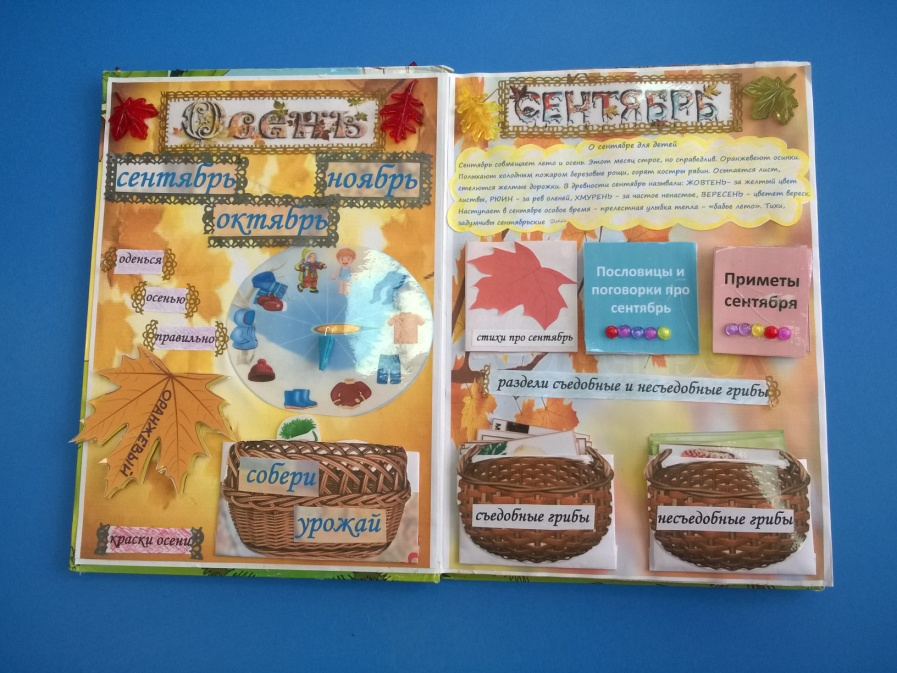 Осень
сентябрь
ноябрь
октябрь
оденься
осенью
правильно
ОРАНЖЕВЫЙ
собери
урожай
краски осени
СЕНТЯБРЬ
О сентябре для детей
Сентябрь совмещает лето и осень. Этот месяц строг, но справедлив. Оранжевеют осинки
Полыхают холодным пожаром березовые рощи, горят костры рябин. Осыпается лист,
стелются желтые дорожки. В древности сентябрь называли: ЖОВТЕНЬ– за желтый цвет
листвы, РЮИН – за рев оленей, ХМУРЕНЬ – за частое ненастье, ВЕРЕСЕНЬ – цветет вереск.
Наступает в сентябре особое время – прелестная улыбка тепла – «бабье лето». Тихи,
задумчивы сентябрьские
стихи про сентябрь
Пословицы и
поговорки про
сентябрь
Приметы
сентября
раздели съедобные и несъедобные грибы
съедобные грибы
несъедобные грибы